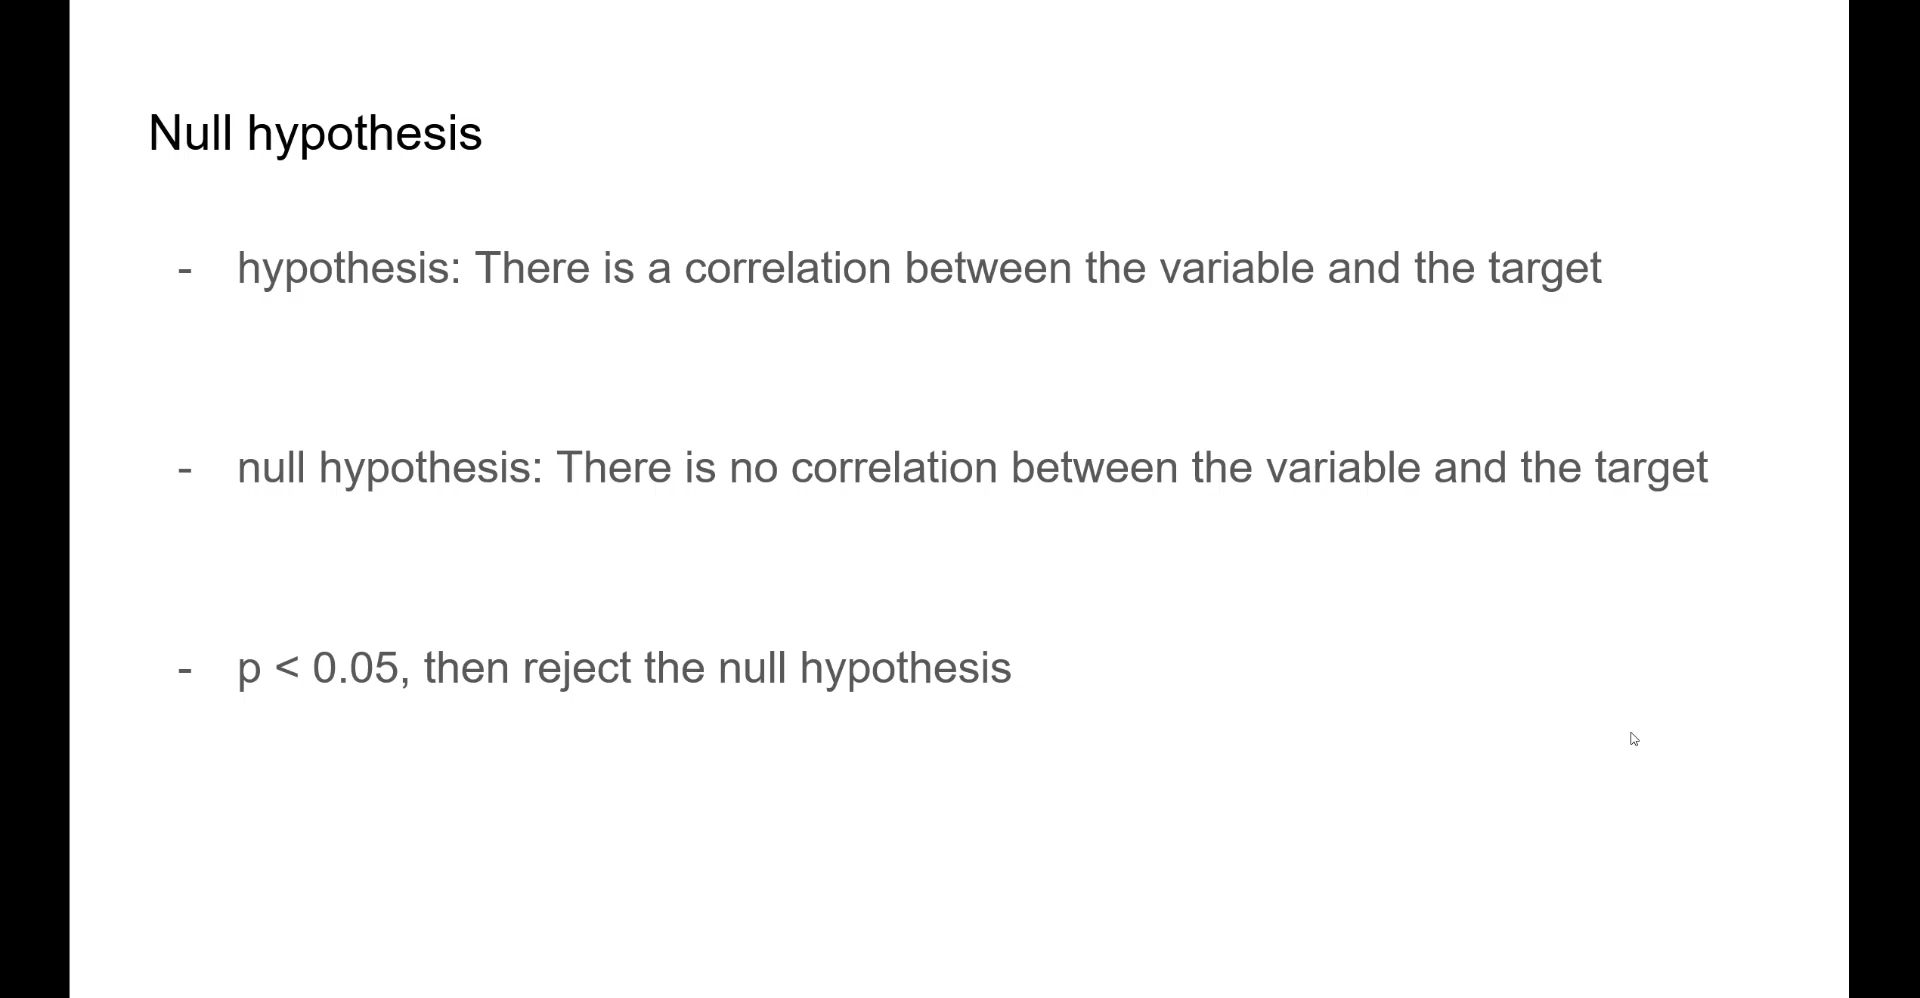 Null hypothesis
- hypothesis: There is a correlation between the variable and the target
- null hypothesis: There is no correlation between the variable and the target
- p < 0.05, then reject the null hypothesis